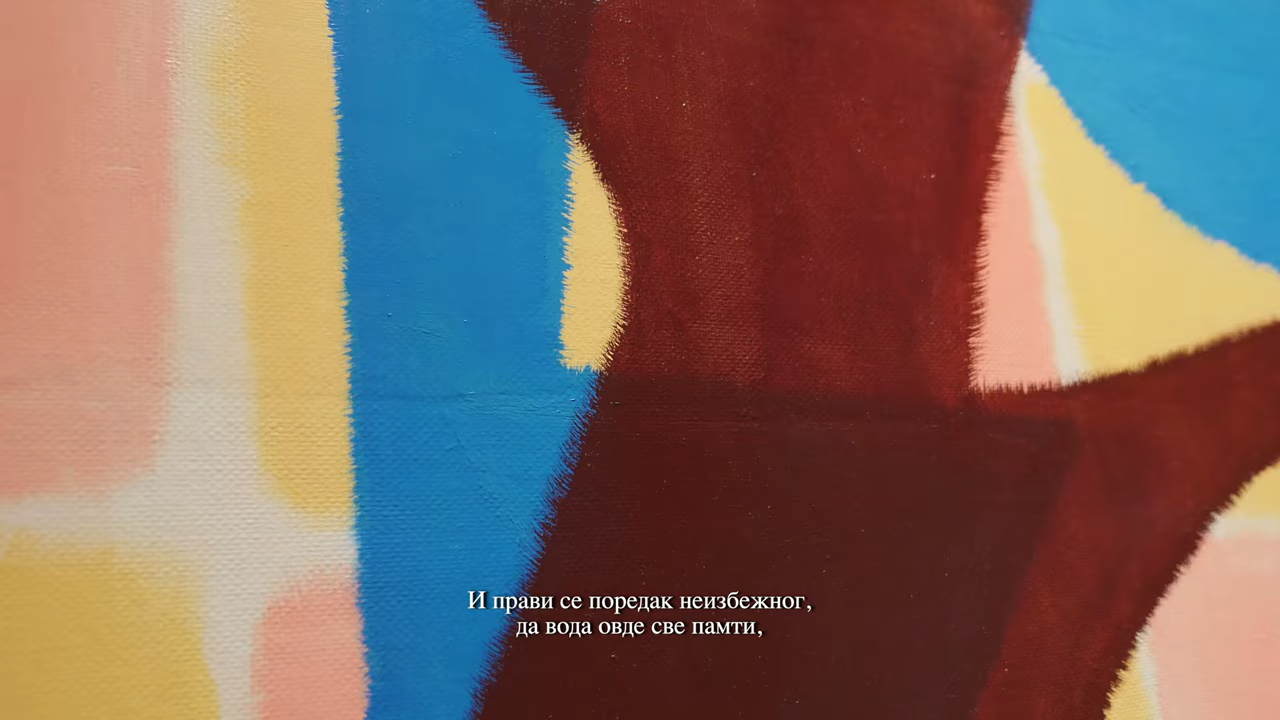 И прави се поредак неизбежног,
да вода овде све памти,